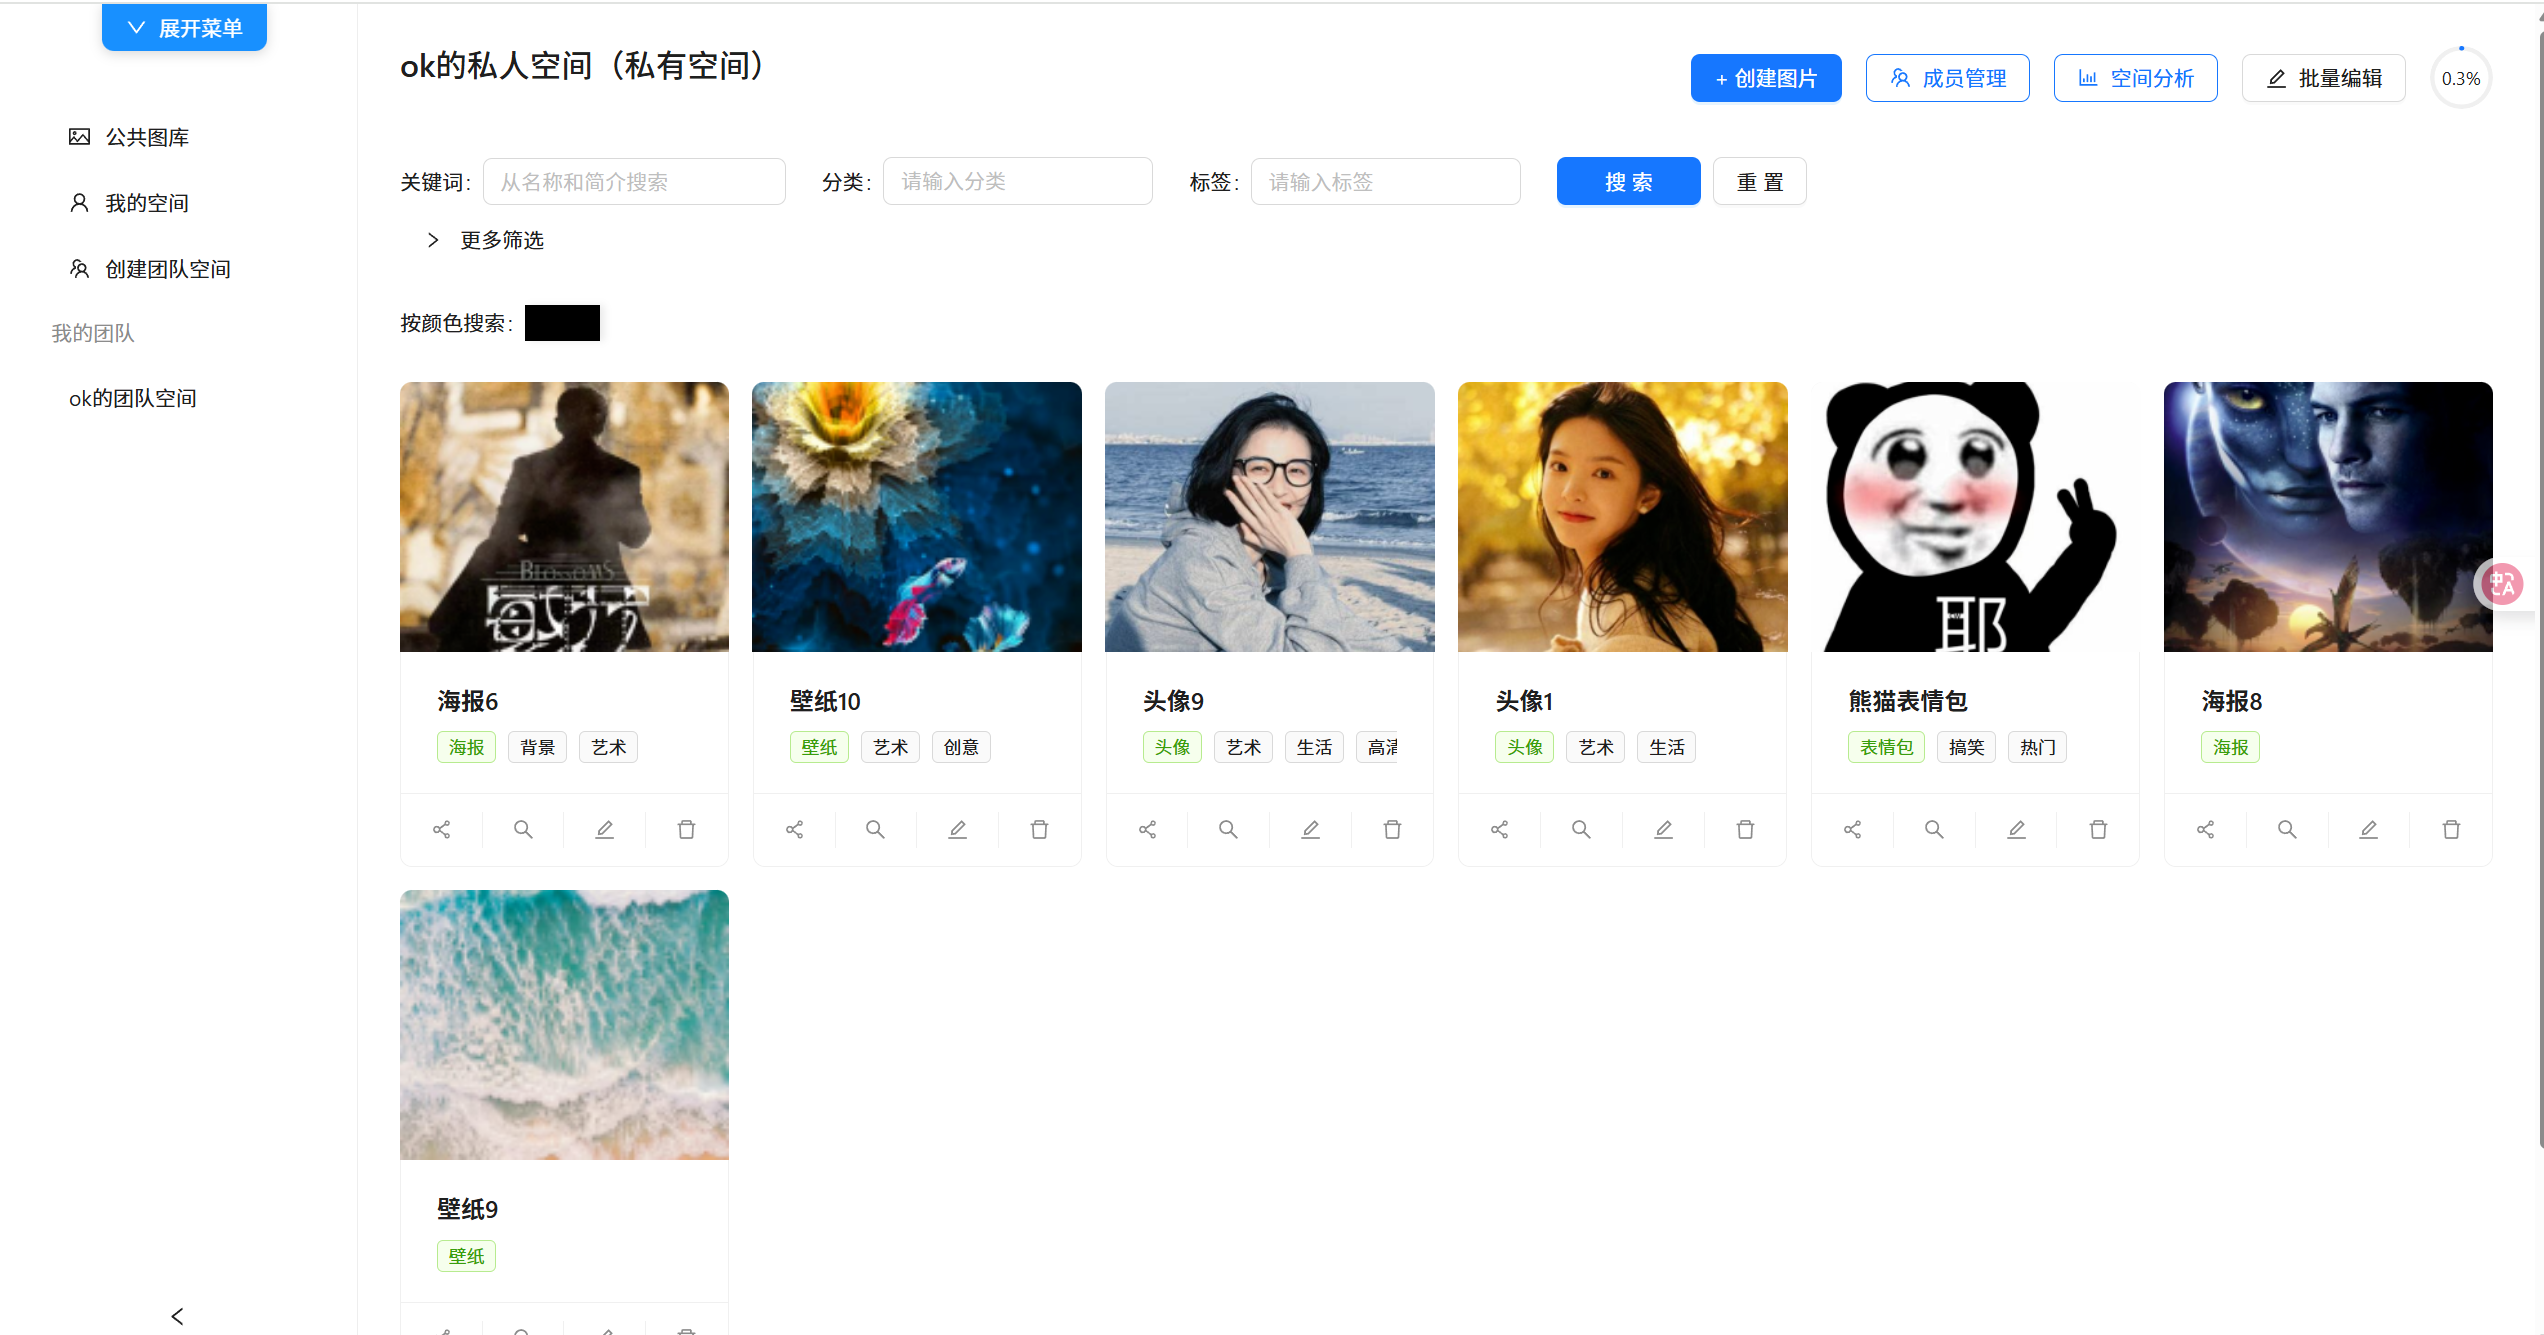 展开菜单
ok的私人空间（私有空间）
+ 创建图片
成员管理
空间分析
批量编辑
0.3%
公共图库
我的空间
创建团队空间
我的团队
ok的团队空间
关键词: 从名称和简介搜索
分类: 请输入分类
标签: 请输入标签
搜 索
重 置
更多筛选
按颜色搜索:
BLOSSOMS
耶
中A
海报6
海报 背景 艺术
壁纸10
壁纸 艺术 创意
头像9
头像 艺术 生活 高清
头像1
头像 艺术 生活
熊猫表情包
表情包 搞笑 热门
海报8
海报
壁纸9
壁纸